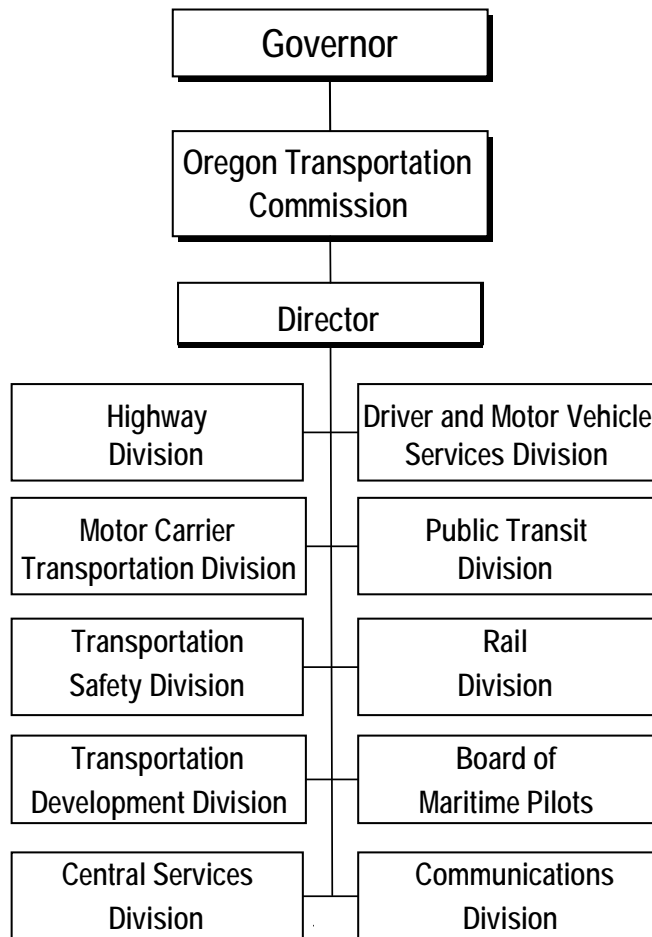 Governor
Oregon Transportation
Commission
Director
Highway
Division
Driver and Motor Vehicle
Services Division
Motor Carrier
Transportation Division
Public Transit
Division
Transportation
Safety Division
Rail
Division
Transportation
Development Division
Board of
Maritime Pilots
Central Services
Division
Communications
Division